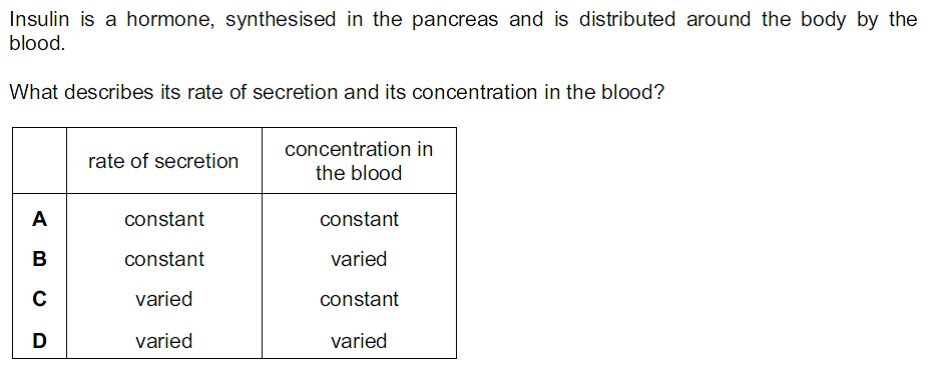 Insulin is a hormone, synthesised in the pancreas and is distributed around the body by the
blood.
What describes its rate of secretion and its concentration in the blood?
rate of secretion concentration in
the blood
A constant constant
B constant varied
C varied constant
D varied varied